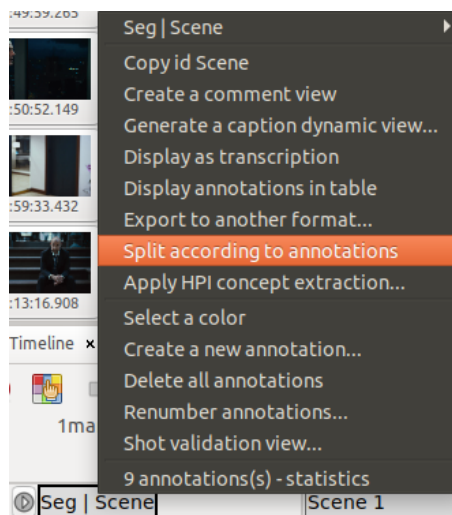 :49:59.265
Seg | Scene
Copy id Scene
Create a comment view
:50:52.149
Generate a caption dynamic view...
Display as transcription
Display annotations in table
:59:33.432
Export to another format...
Split according to annotations
Apply HPI concept extraction...
:13:16.908
Select a color
Timeline x
Create a new annotation...
Delete all annotations
Renumber annotations...
1ma
Shot validation view...
9 annotations(s) - statistics
Seg | Scene
Scene 1